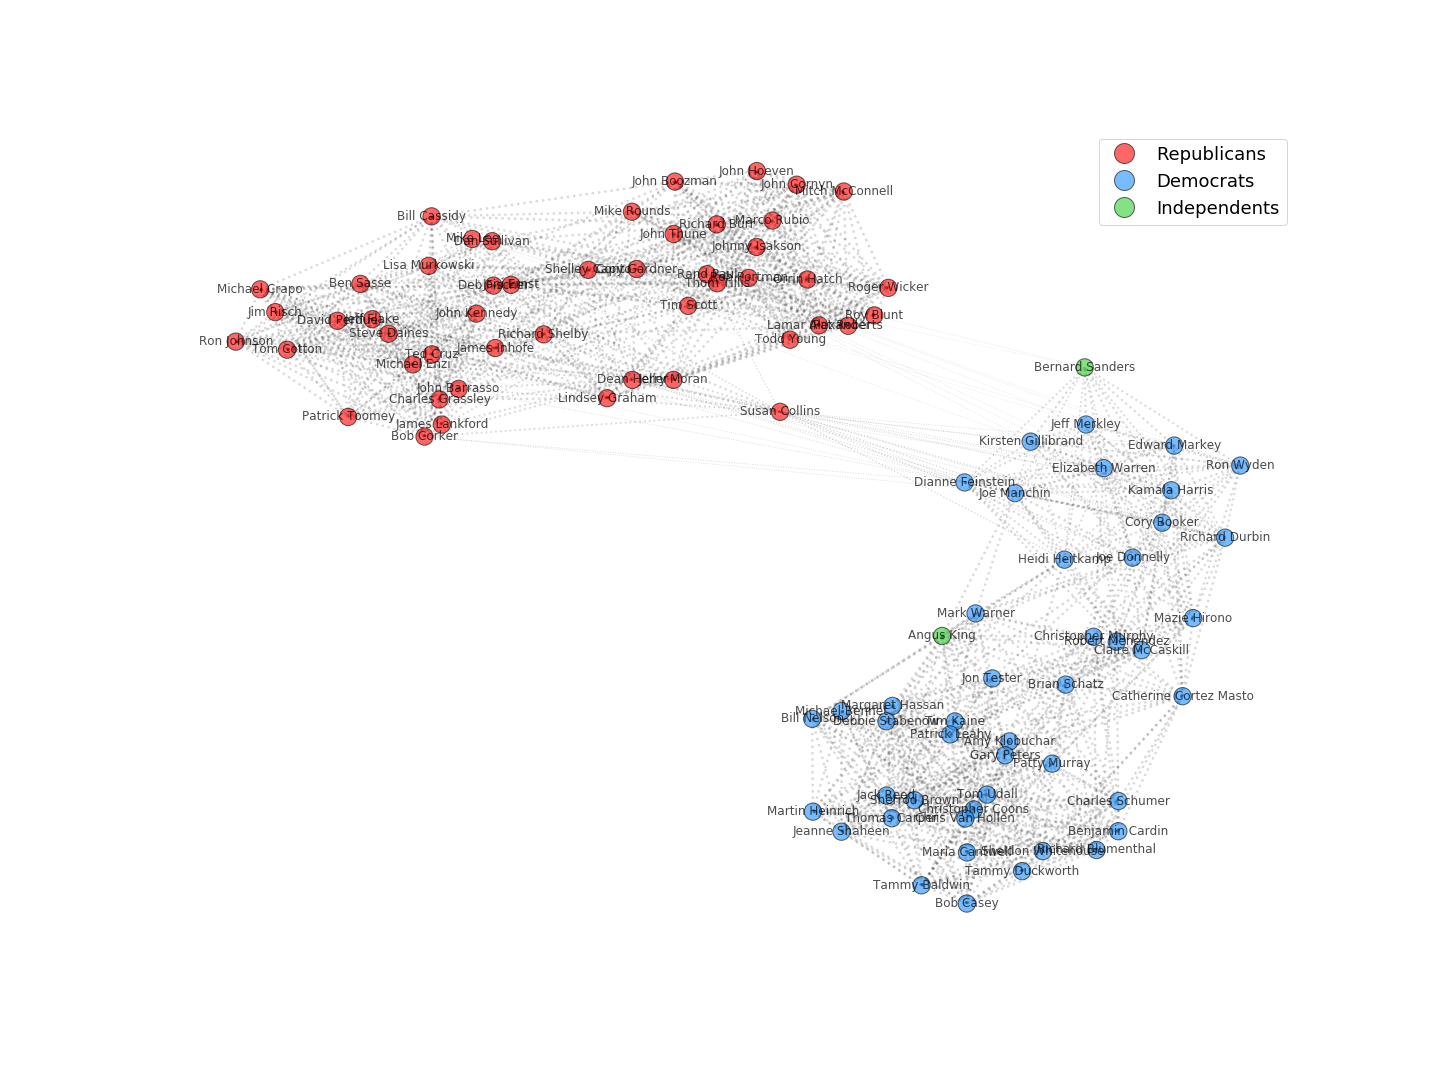 Republicans
Democrats
Independents
John Hoeven
John Boozman
John Cornyn
Mitch McConnell
Mike Rounds
Bill Cassidy
Marco Rubio
Richard Burr
John Thune
Mike Lee
Dan Sullivan
Johnny Isakson
Lisa Murkowski
Shelley Capito
Cory Gardner
Rand Paul
Rob Portman
Orrin Hatch
Thom Tillis
Ben Sasse
Deb Fischer
Joni Ernst
Roger Wicker
Michael Crapo
Tim Scott
Jim Risch
John Kennedy
Roy Blunt
David Perdue
Jeff Flake
Lamar Alexander
Pat Roberts
Steve Daines
Richard Shelby
Todd Young
Ron Johnson
Tom Cotton
James Inhofe
Ted Cruz
Michael Enzi
Bernard Sanders
Dean Heller
Jerry Moran
John Barrasso
Lindsey Graham
Charles Grassley
Susan Collins
Patrick Toomey
James Lankford
Jeff Merkley
Bob Corker
Kirsten Gillibrand
Edward Markey
Ron Wyden
Elizabeth Warren
Dianne Feinstein
Kamala Harris
Joe Manchin
Cory Booker
Richard Durbin
Heidi Heitkamp
Joe Donnelly
Mark Warner
Mazie Hirono
Angus King
Christopher Murphy
Robert Menendez
Claire McCaskill
Jon Tester
Brian Schatz
Catherine Cortez Masto
Margaret Hassan
Michael Bennet
Bill Nelson
Debbie Stabenow
Tim Kaine
Patrick Leahy
Amy Klobuchar
Gary Peters
Patty Murray
Jack Reed
Tom Udall
Sherrod Brown
Charles Schumer
Martin Heinrich
Christopher Coons
Thomas Carper
Chris Van Hollen
Jeanne Shaheen
Benjamin Cardin
Maria Cantwell
Sheldon Whitehouse
Richard Blumenthal
Tammy Duckworth
Tammy Baldwin
Bob Casey